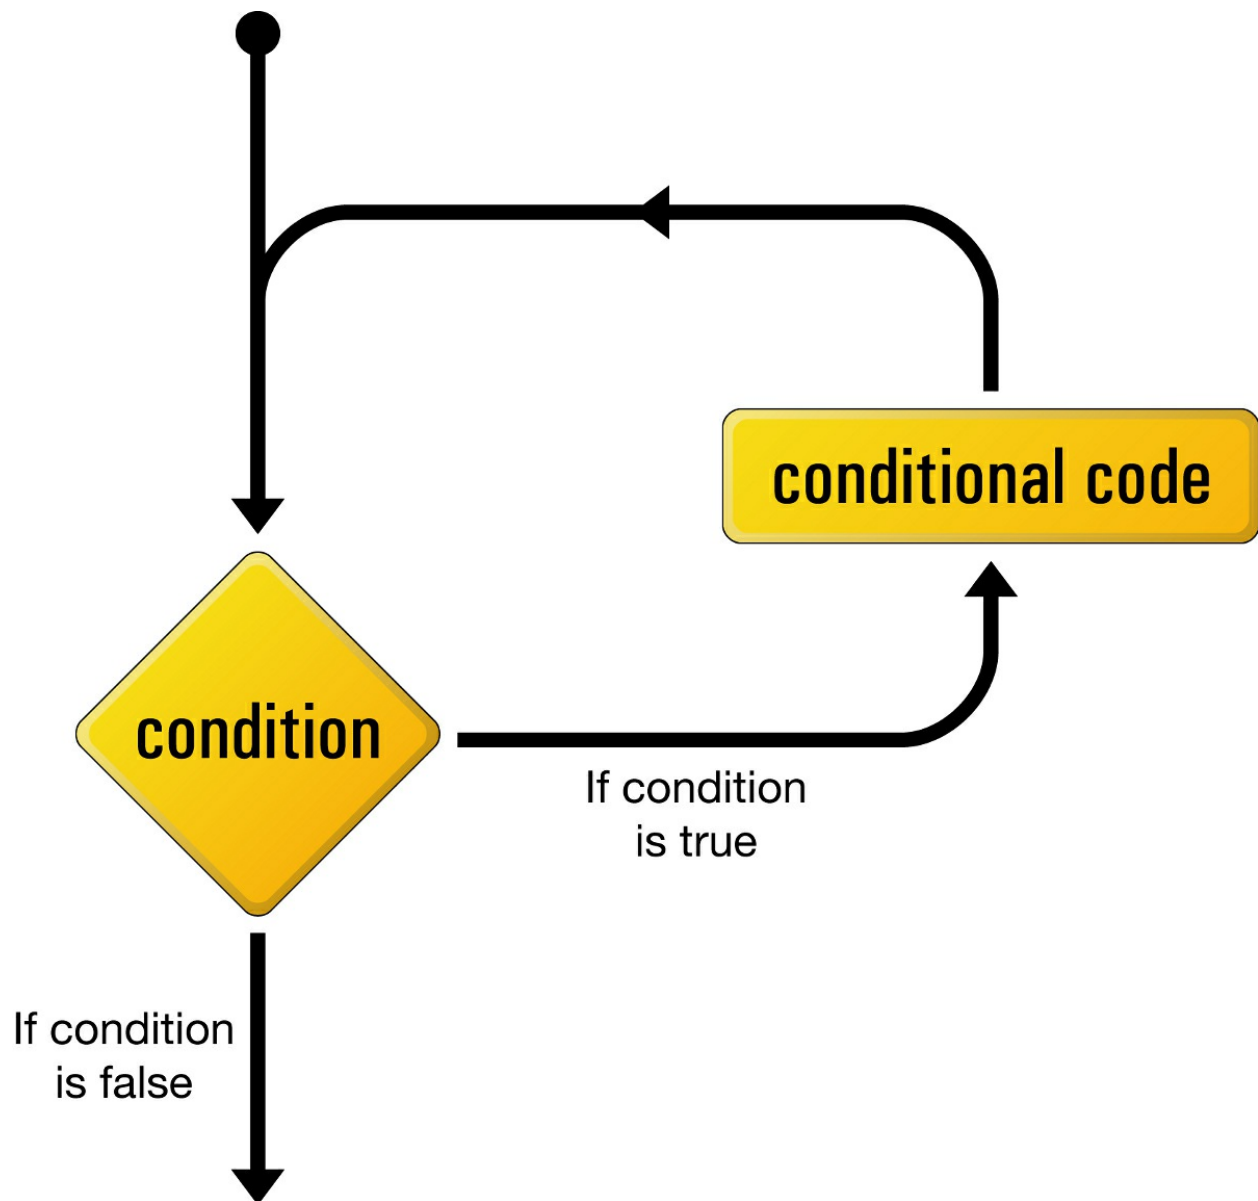 conditional code
condition
If condition
is true
If condition
is false